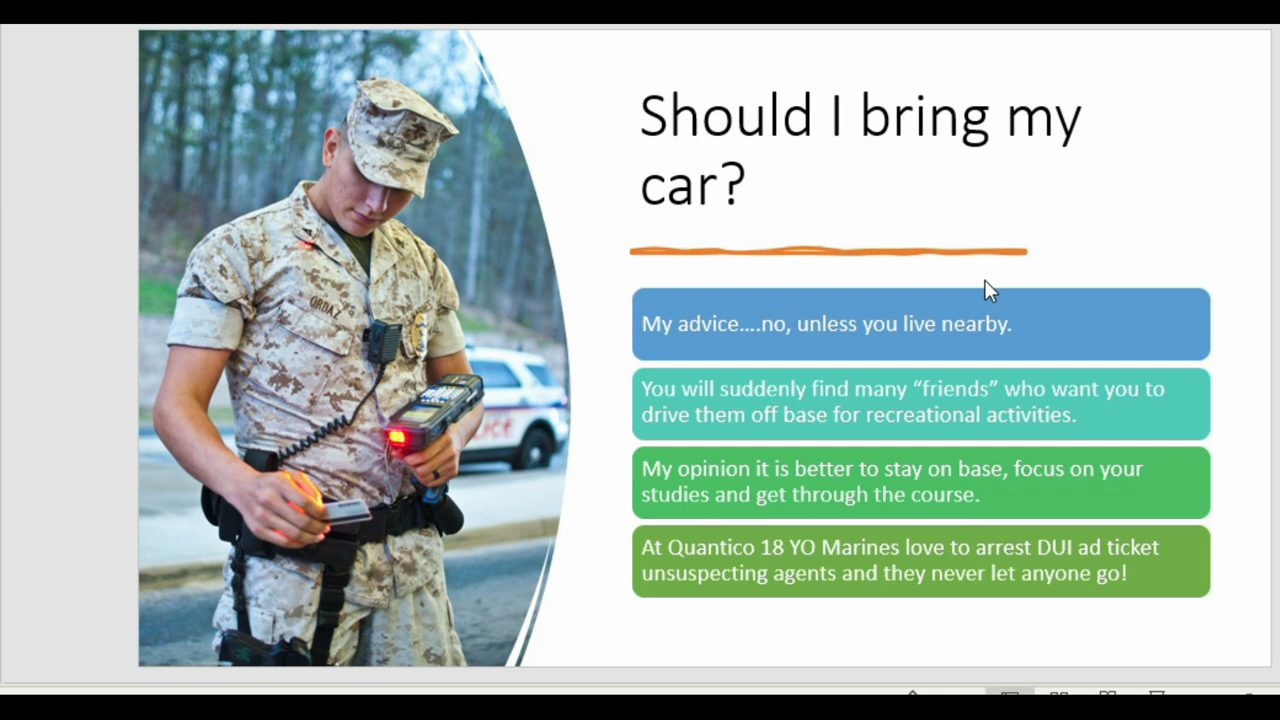 Should I bring my
car?
My advice....no, unless you live nearby.
You will suddenly find many “friends” who want you to
drive them off base for recreational activities.
My opinion it is better to stay on base, focus on your
studies and get through the course.
At Quantico 18 YO Marines love to arrest DUI ad ticket
unsuspecting agents and they never let anyone go!
ORDAZ